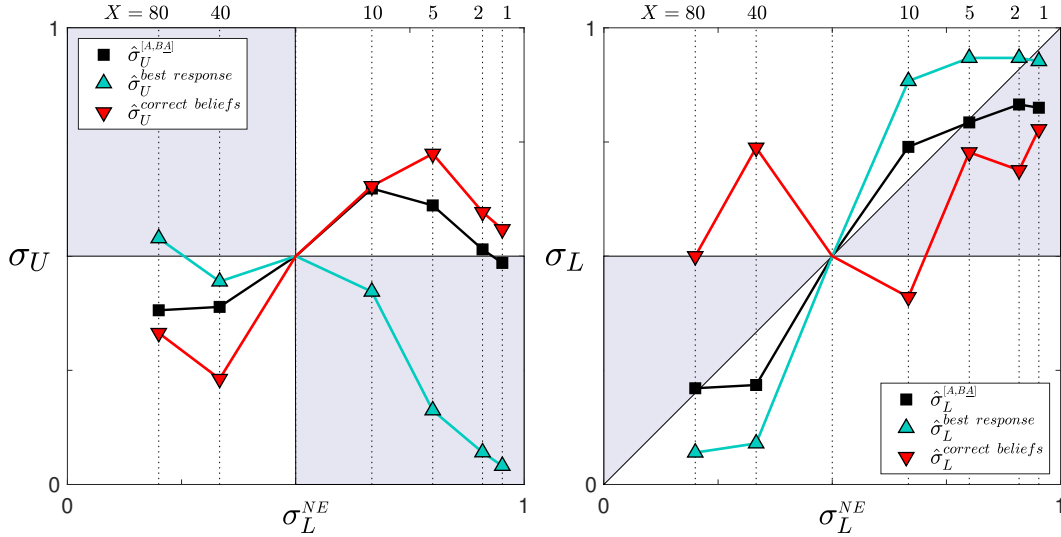 X = 80 40 10 5 2 1
1
σ̂_U^{[A,BA̲]}
σ̂_U^{best response}
σ̂_U^{correct beliefs}
σ_U
0
0 1
σ_L^{NE}
X = 80 40 10 5 2 1
1
σ_L
σ̂_L^{[A,BA̲]}
σ̂_L^{best response}
σ̂_L^{correct beliefs}
0
0 1
σ_L^{NE}